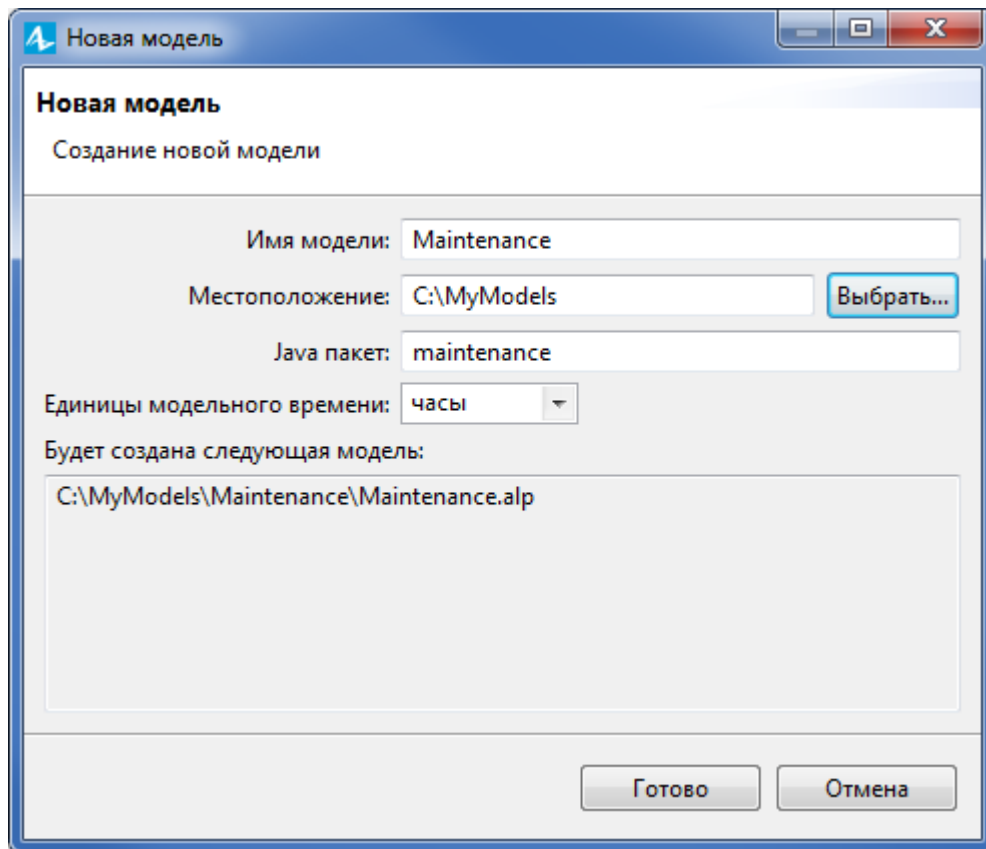 Новая модель
Новая модель
Создание новой модели
Имя модели: Maintenance
Местоположение: C:\MyModels Выбрать...
Java пакет: maintenance
Единицы модельного времени: часы
Будет создана следующая модель:
C:\MyModels\Maintenance\Maintenance.alp
Готово Отмена